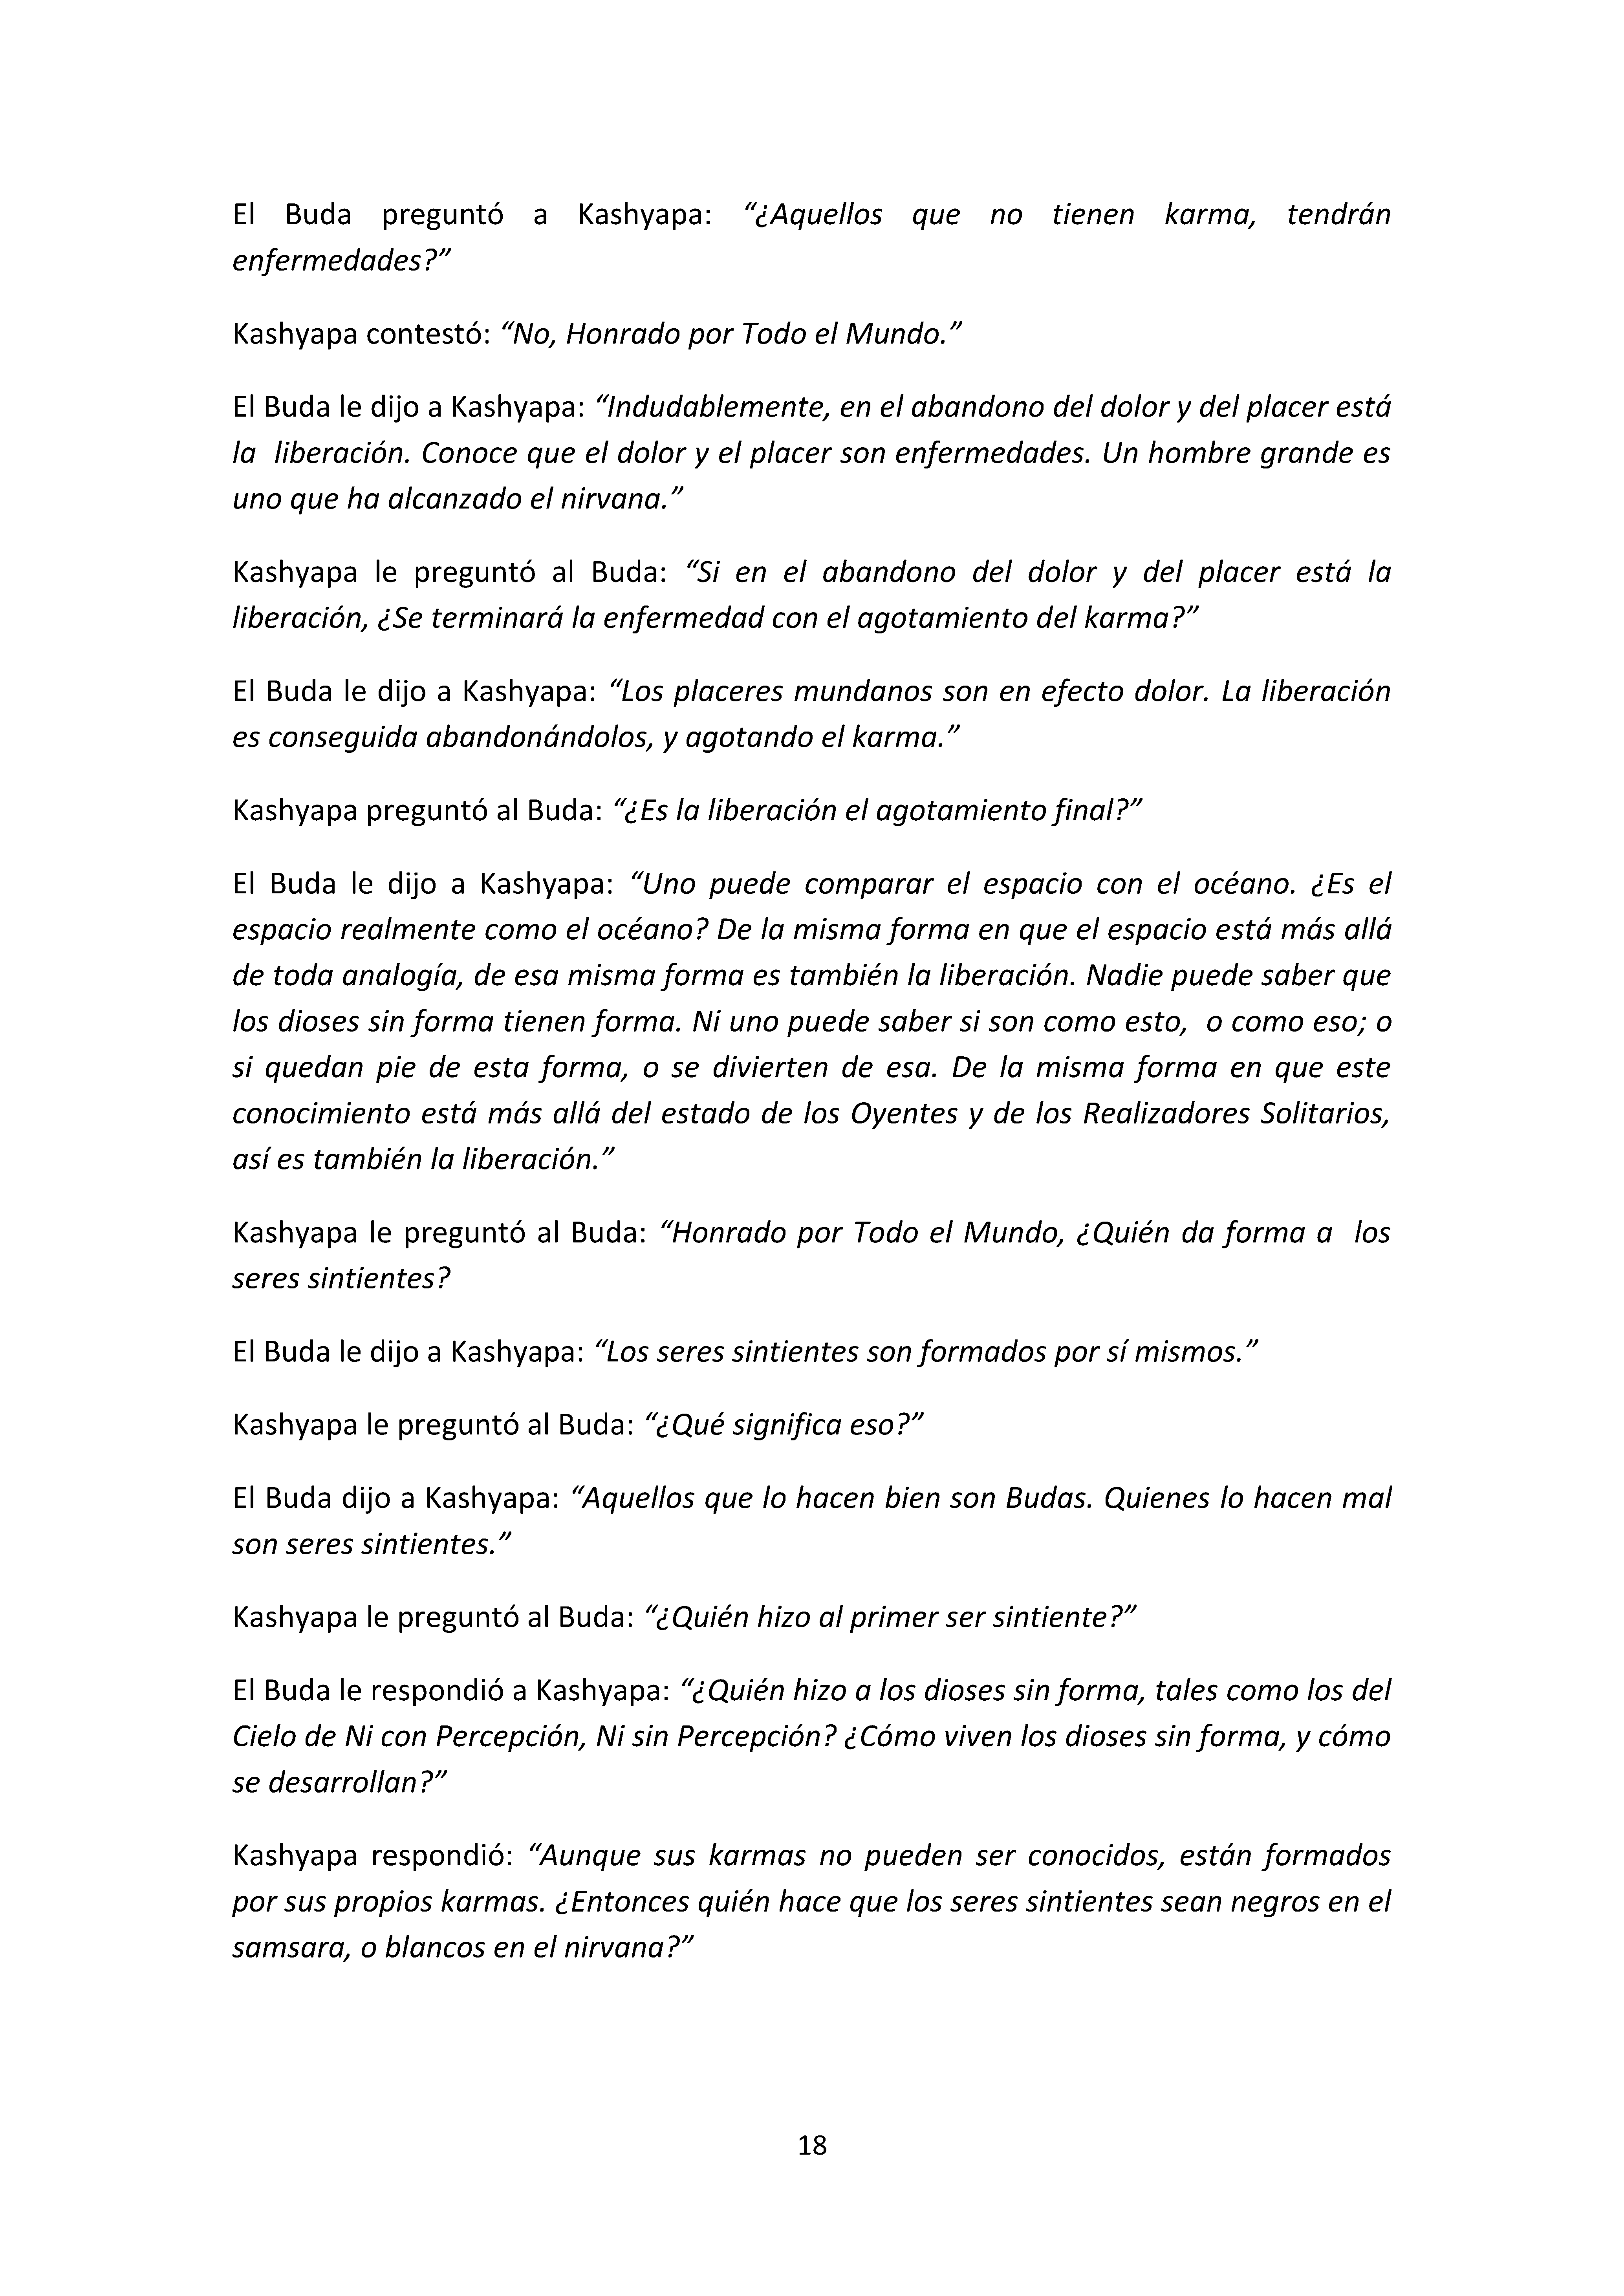 El Buda preguntó a Kashyapa: “¿Aquellos que no tienen karma, tendrán
enfermedades?”
Kashyapa contestó: “No, Honrado por Todo el Mundo.”
El Buda le dijo a Kashyapa: “Indudablemente, en el abandono del dolor y del placer está
la  liberación. Conoce que el dolor y el placer son enfermedades. Un hombre grande es
uno que ha alcanzado el nirvana.”
Kashyapa le preguntó al Buda: “Si en el abandono del dolor y del placer está la
liberación, ¿Se terminará la enfermedad con el agotamiento del karma?”
El Buda le dijo a Kashyapa: “Los placeres mundanos son en efecto dolor. La liberación
es conseguida abandonándolos, y agotando el karma.”
Kashyapa preguntó al Buda: “¿Es la liberación el agotamiento final?”
El Buda le dijo a Kashyapa: “Uno puede comparar el espacio con el océano. ¿Es el
espacio realmente como el océano? De la misma forma en que el espacio está más allá
de toda analogía, de esa misma forma es también la liberación. Nadie puede saber que
los dioses sin forma tienen forma. Ni uno puede saber si son como esto,  o como eso; o
si quedan pie de esta forma, o se divierten de esa. De la misma forma en que este
conocimiento está más allá del estado de los Oyentes y de los Realizadores Solitarios,
así es también la liberación.”
Kashyapa le preguntó al Buda: “Honrado por Todo el Mundo, ¿Quién da forma a  los
seres sintientes?
El Buda le dijo a Kashyapa: “Los seres sintientes son formados por sí mismos.”
Kashyapa le preguntó al Buda: “¿Qué significa eso?”
El Buda dijo a Kashyapa: “Aquellos que lo hacen bien son Budas. Quienes lo hacen mal
son seres sintientes.”
Kashyapa le preguntó al Buda: “¿Quién hizo al primer ser sintiente?”
El Buda le respondió a Kashyapa: “¿Quién hizo a los dioses sin forma, tales como los del
Cielo de Ni con Percepción, Ni sin Percepción? ¿Cómo viven los dioses sin forma, y cómo
se desarrollan?”
Kashyapa respondió: “Aunque sus karmas no pueden ser conocidos, están formados
por sus propios karmas. ¿Entonces quién hace que los seres sintientes sean negros en el
samsara, o blancos en el nirvana?”
18